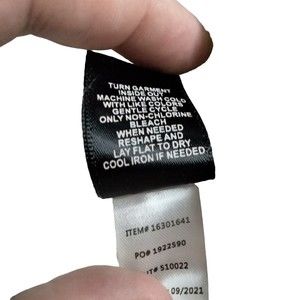 TURN GARMENT
INSIDE OUT
MACHINE WASH COLD
WITH LIKE COLORS
GENTLE CYCLE
ONLY NON-CHLORINE
BLEACH
WHEN NEEDED
RESHAPE AND
LAY FLAT TO DRY
COOL IRON IF NEEDED
ITEM# 16301641
PO# 1922590
510022
09/2021